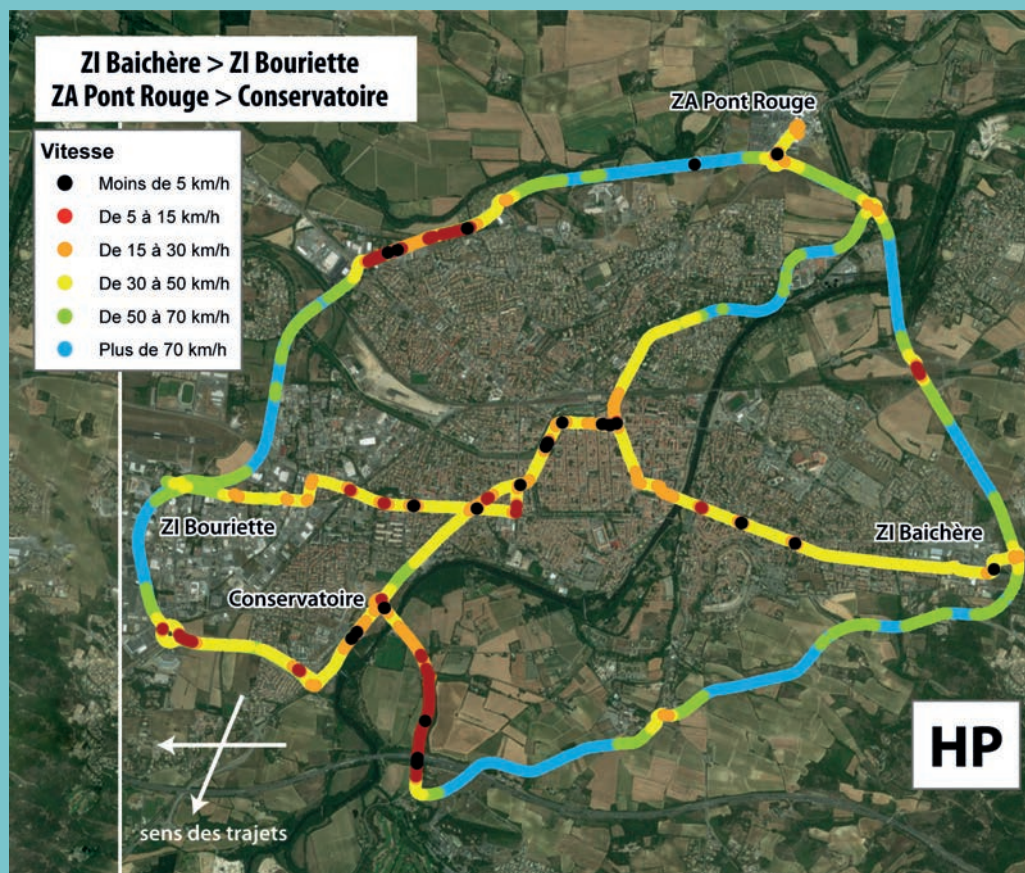 ZI Baichère > ZI Bouriette
ZA Pont Rouge > Conservatoire
Vitesse
Moins de 5 km/h
De 5 à 15 km/h
De 15 à 30 km/h
De 30 à 50 km/h
De 50 à 70 km/h
Plus de 70 km/h
ZA Pont Rouge
ZI Bouriette
ZI Baichère
Conservatoire
HP
sens des trajets